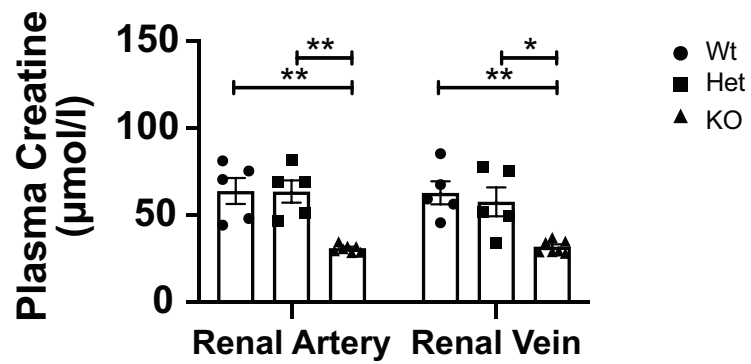 Plasma Creatine
(µmol/l)
150
100
50
0
**
**
*
**
Renal Artery
Renal Vein
Wt
Het
KO